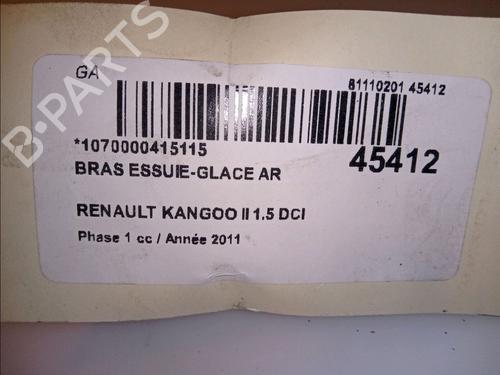 GA
81110201 45412
*1070000415115
45412
BRAS ESSUIE-GLACE AR
RENAULT KANGOO II 1.5 DCI
Phase 1 cc / Année 2011
B-PARTS